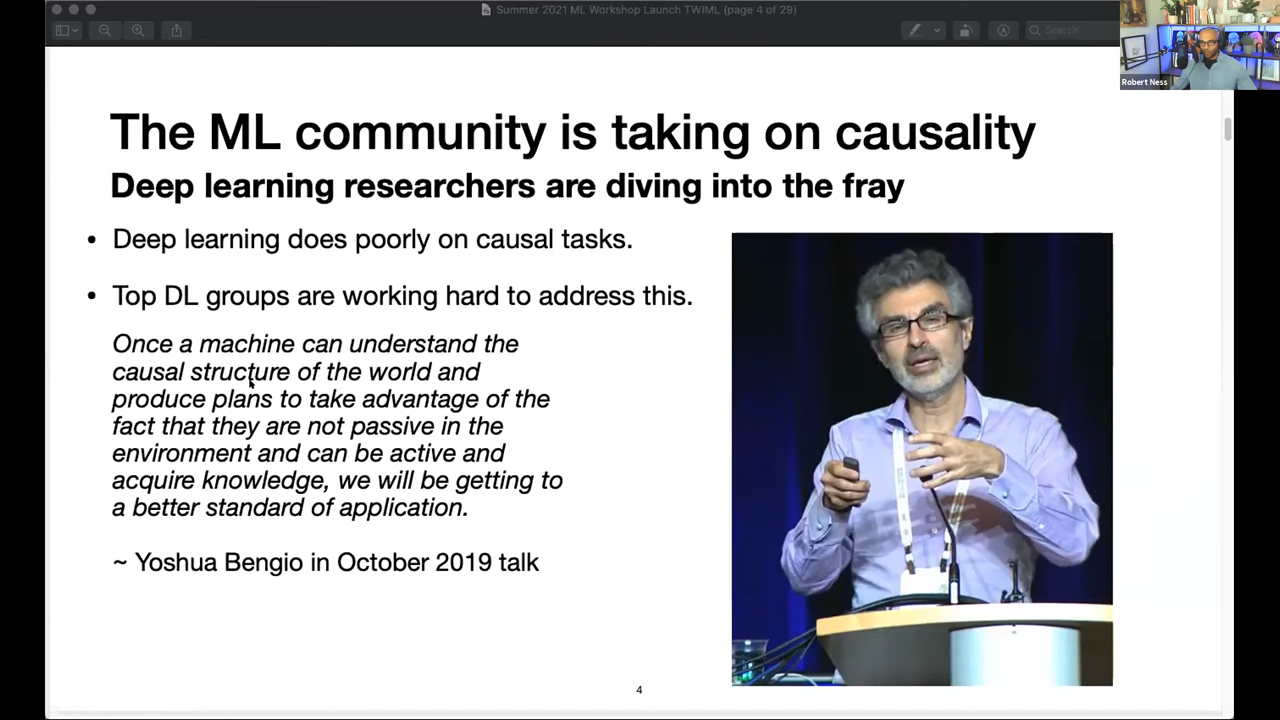 Summer 2021 ML Workshop Launch TWIML (page 4 of 29)
Search
Robert Ness
The ML community is taking on causality
Deep learning researchers are diving into the fray
• Deep learning does poorly on causal tasks.
• Top DL groups are working hard to address this.
Once a machine can understand the
causal structure of the world and
produce plans to take advantage of the
fact that they are not passive in the
environment and can be active and
acquire knowledge, we will be getting to
a better standard of application.
~ Yoshua Bengio in October 2019 talk
4